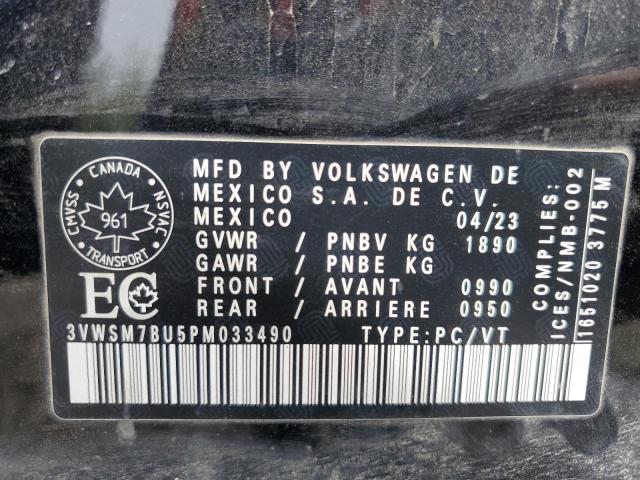 CANADA
CMVSS
NSVAC
961
TRANSPORT
EC
MFD BY VOLKSWAGEN DE
MEXICO S.A. DE C.V.
MEXICO 04/23
GVWR / PNBV KG 1890
GAWR / PNBE KG
FRONT / AVANT 0990
REAR / ARRIERE 0950
3VWSM7BU5PM033490 TYPE:PC/VT
COMPLIES:
ICES/NMB-002
1651020 3775M